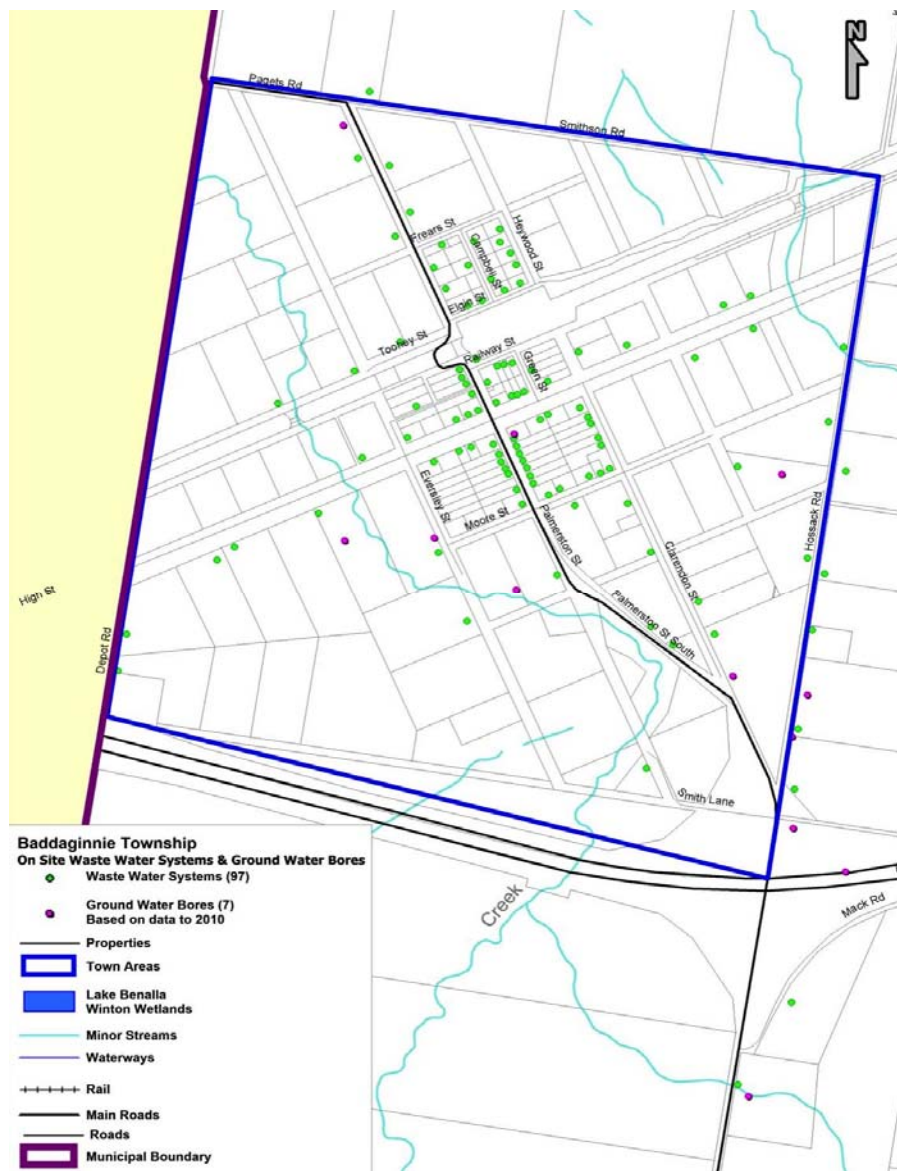 N
Pagets Rd
Smithson Rd
Frears St
Campbell St
Heywood St
Elgin St
Tooney St
Railway St
Green St
Eversley St
Moore St
Palmerston St
Clarendon St
Hossack Rd
High St
Depot Rd
Palmerston St South
Smith Lane
Creek
Mack Rd
Baddaginnie Township
On Site Waste Water Systems & Ground Water Bores
Waste Water Systems (97)
Ground Water Bores (7)
Based on data to 2010
Properties
Town Areas
Lake Benalla
Winton Wetlands
Minor Streams
Waterways
Rail
Main Roads
Roads
Municipal Boundary